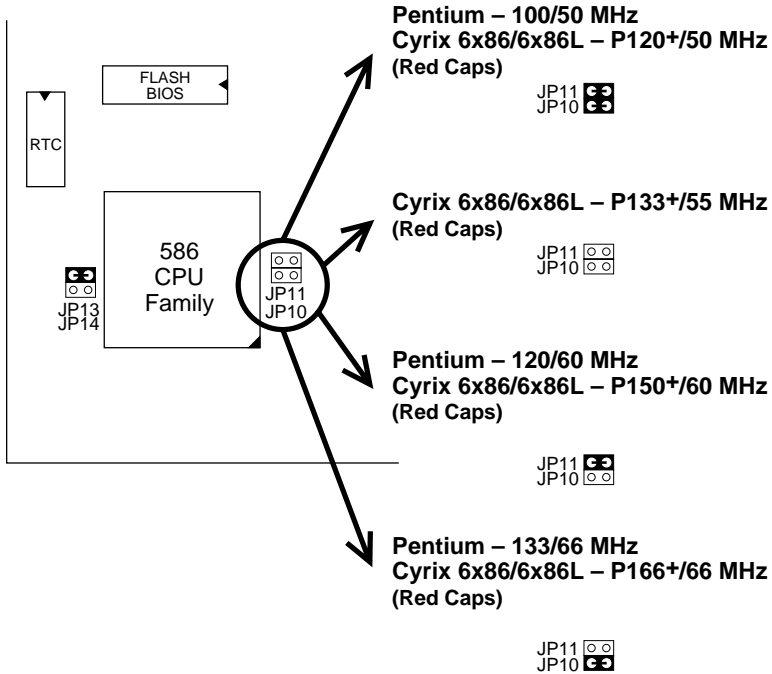 FLASH
BIOS
RTC
586
CPU
Family
JP13
JP14
JP11
JP10
Pentium – 100/50 MHz
Cyrix 6x86/6x86L – P120+/50 MHz
(Red Caps)
JP11
JP10
Cyrix 6x86/6x86L – P133+/55 MHz
(Red Caps)
JP11
JP10
Pentium – 120/60 MHz
Cyrix 6x86/6x86L – P150+/60 MHz
(Red Caps)
JP11
JP10
Pentium – 133/66 MHz
Cyrix 6x86/6x86L – P166+/66 MHz
(Red Caps)
JP11
JP10